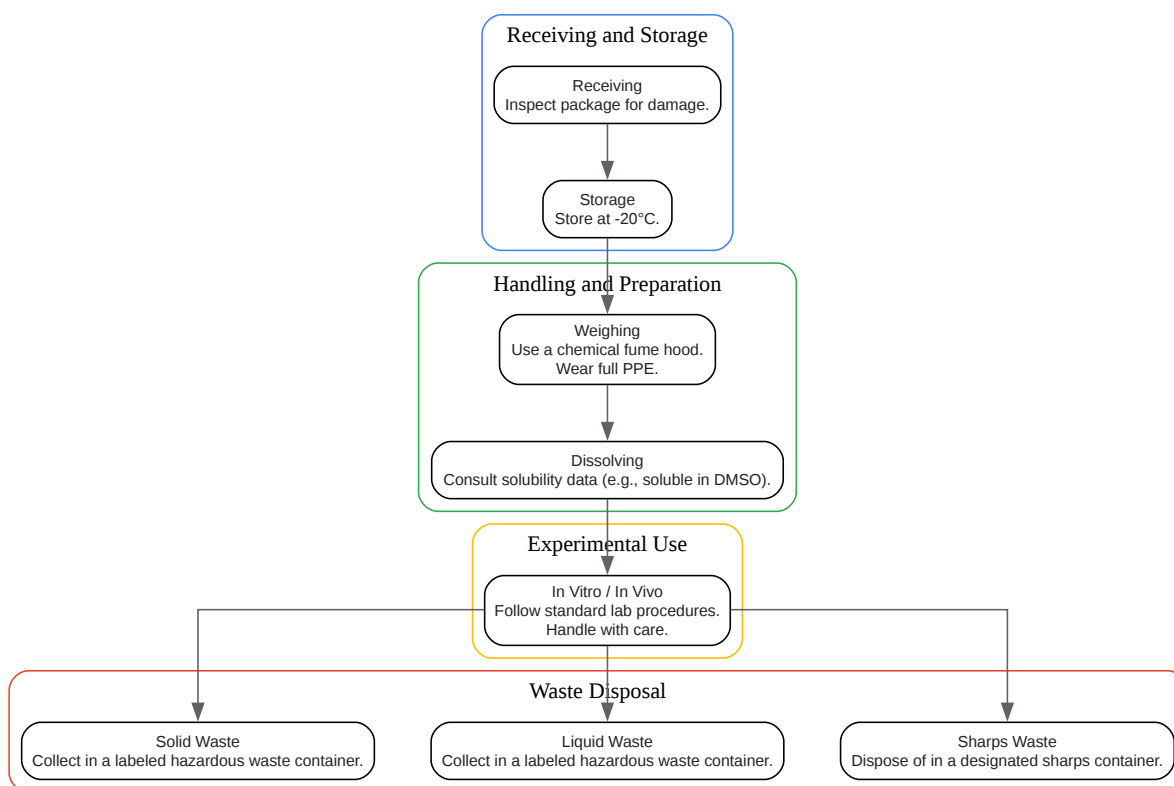 Receiving and Storage
Receiving
Inspect package for damage.
Storage
Store at -20°C.
Handling and Preparation
Weighing
Use a chemical fume hood.
Wear full PPE.
Dissolving
Consult solubility data (e.g., soluble in DMSO).
Experimental Use
In Vitro / In Vivo
Follow standard lab procedures.
Handle with care.
Waste Disposal
Solid Waste
Collect in a labeled hazardous waste container.
Liquid Waste
Collect in a labeled hazardous waste container.
Sharps Waste
Dispose of in a designated sharps container.